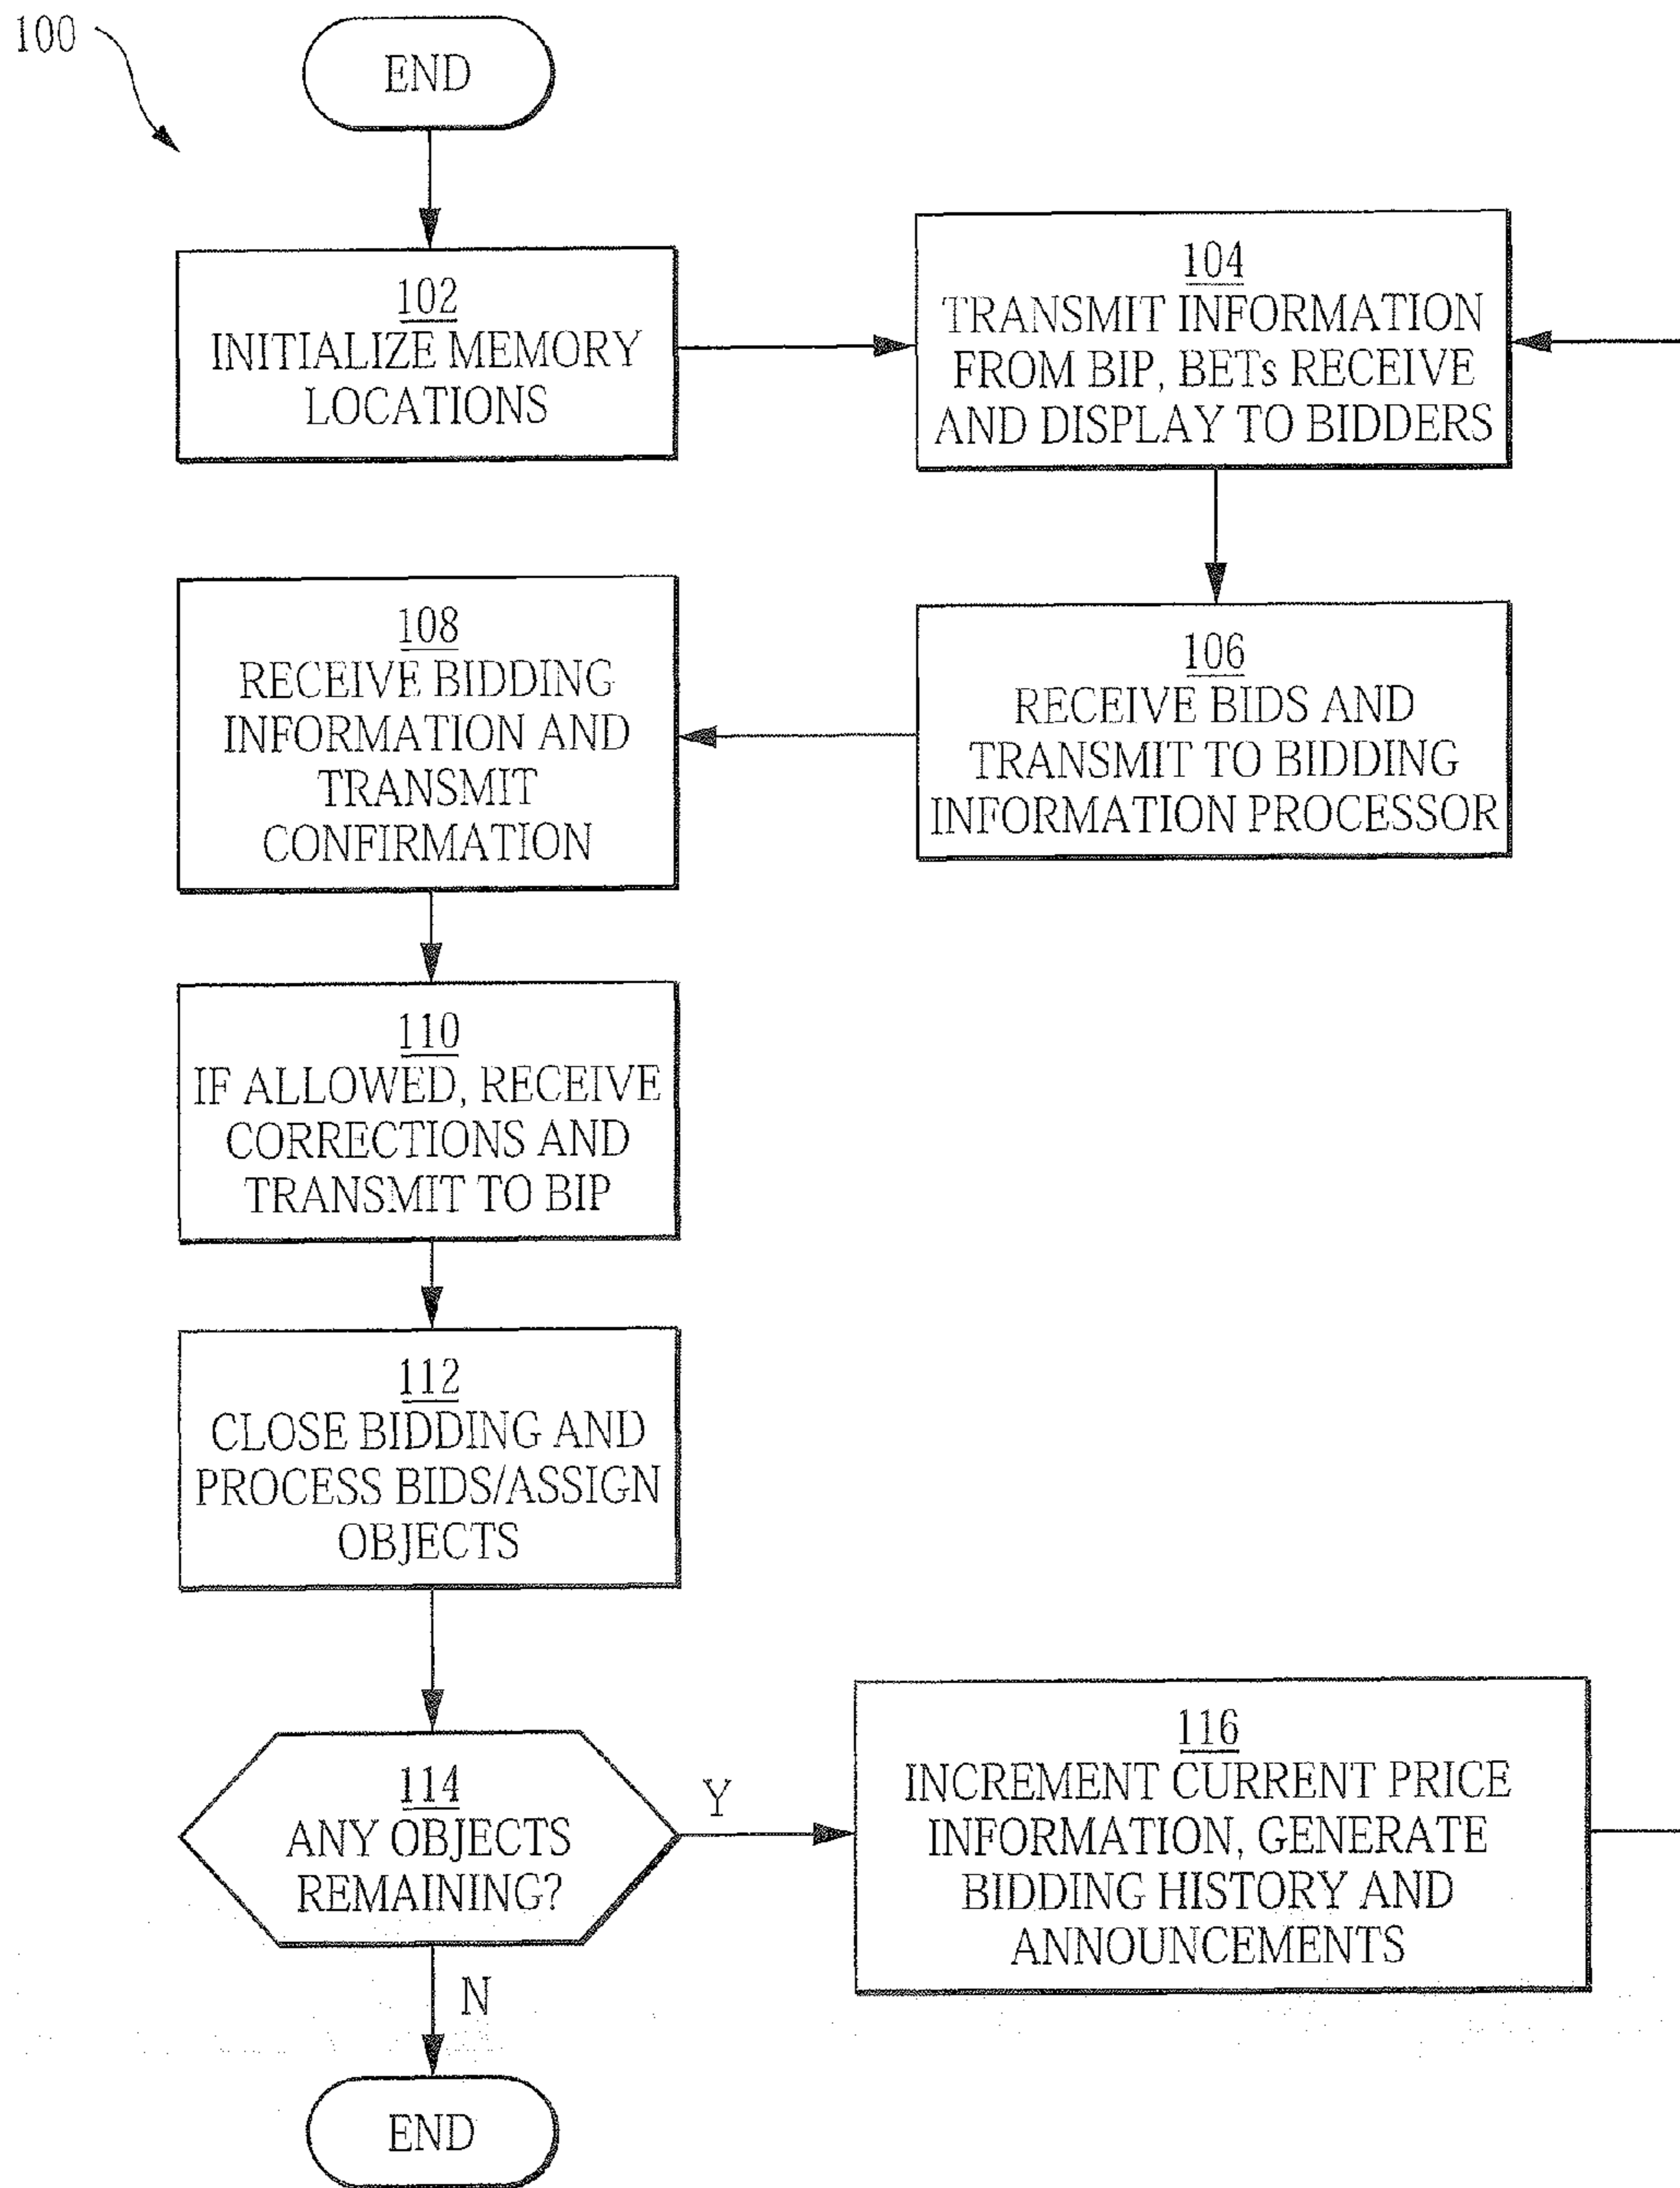 100
END
102
INITIALIZE MEMORY
LOCATIONS
104
TRANSMIT INFORMATION
FROM BIP, BETs RECEIVE
AND DISPLAY TO BIDDERS
106
RECEIVE BIDS AND
TRANSMIT TO BIDDING
INFORMATION PROCESSOR
108
RECEIVE BIDDING
INFORMATION AND
TRANSMIT
CONFIRMATION
110
IF ALLOWED, RECEIVE
CORRECTIONS AND
TRANSMIT TO BIP
112
CLOSE BIDDING AND
PROCESS BIDS/ASSIGN
OBJECTS
114
ANY OBJECTS
REMAINING?
Y
116
INCREMENT CURRENT PRICE
INFORMATION, GENERATE
BIDDING HISTORY AND
ANNOUNCEMENTS
N
END